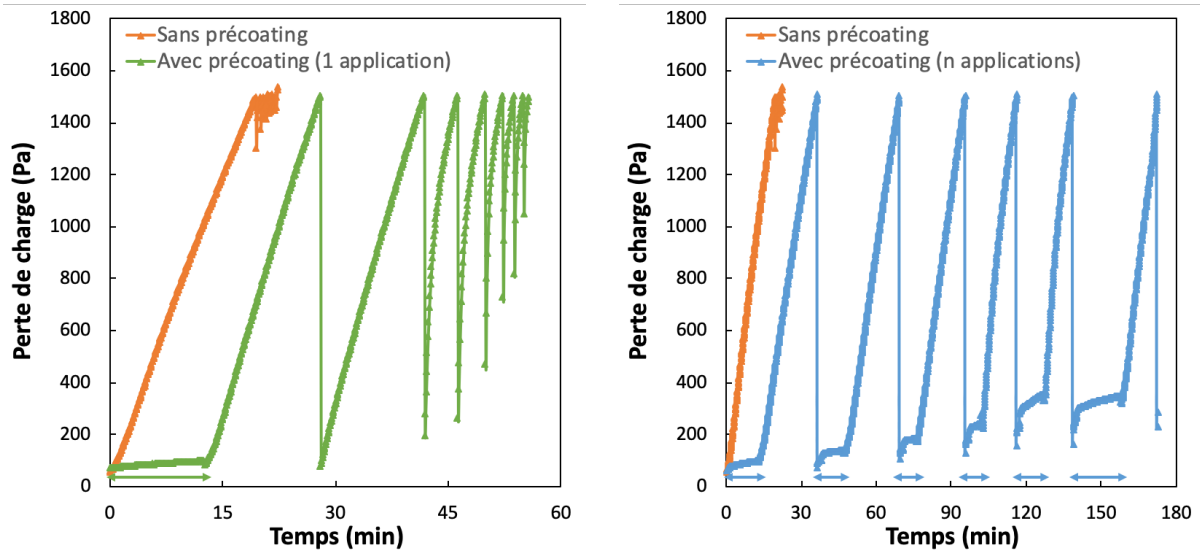 1800
1600
1400
1200
1000
800
600
400
200
0
Perte de charge (Pa)
Sans précoating
Avec précoating (1 application)
0 15 30 45 60
Temps (min)
1800
1600
1400
1200
1000
800
600
400
200
0
Perte de charge (Pa)
Sans précoating
Avec précoating (n applications)
0 30 60 90 120 150 180
Temps (min)